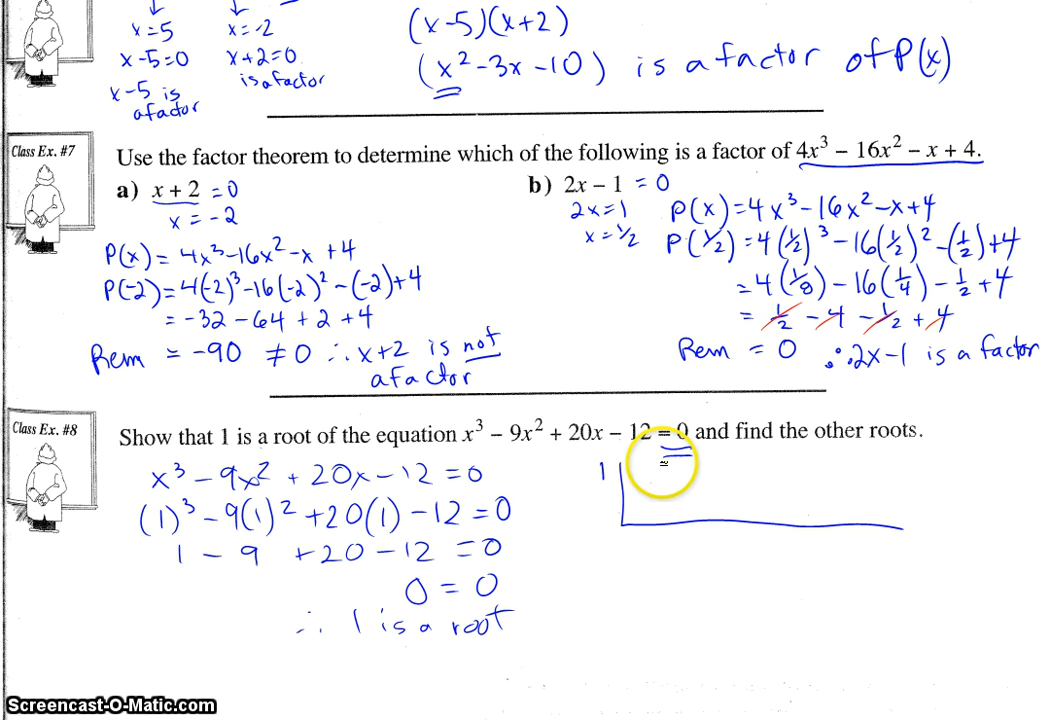 x=5 x=-2 (x-5)(x+2)
x-5=0 x+2=0 (x²-3x-10) is a factor of P(x)
x-5 is is a factor
a factor
Class Ex. #7
Use the factor theorem to determine which of the following is a factor of 4x³ − 16x² − x + 4.
a) x + 2 = 0
x = -2
P(x) = 4x³-16x²-x+4
P(-2)=4(-2)³-16(-2)²-(-2)+4
= -32 - 64 + 2 + 4
Rem = -90 ≠ 0 ∴ x+2 is not
a factor
b) 2x − 1 = 0
2x=1 P(x)=4x³-16x²-x+4
x=½ P(½)=4(½)³-16(½)²-(½)+4
=4(⅛)-16(¼)-½+4
= ½-4-½+4
Rem = 0 ∴ 2x-1 is a factor
Class Ex. #8
Show that 1 is a root of the equation x³ − 9x² + 20x − 12 = 0 and find the other roots.
x³-9x²+20x-12=0
(1)³-9(1)²+20(1)-12=0
1-9+20-12=0
0=0
∴ 1 is a root
1
Screencast-O-Matic.com